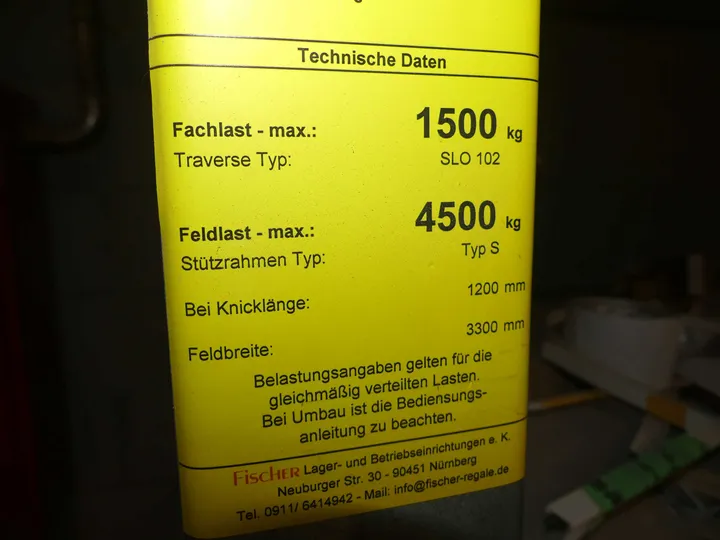 Technische Daten
Fachlast - max.: 1500 kg
Traverse Typ: SLO 102
Feldlast - max.: 4500 kg
Stützrahmen Typ: Typ S
Bei Knicklänge: 1200 mm
Feldbreite: 3300 mm
Belastungsangaben gelten für die
gleichmäßig verteilten Lasten.
Bei Umbau ist die Bediensungs-
anleitung zu beachten.
FISCHER Lager- und Betriebseinrichtungen e. K.
Neuburger Str. 30 - 90451 Nürnberg
Tel. 0911/ 6414942 - Mail: info@fischer-regale.de